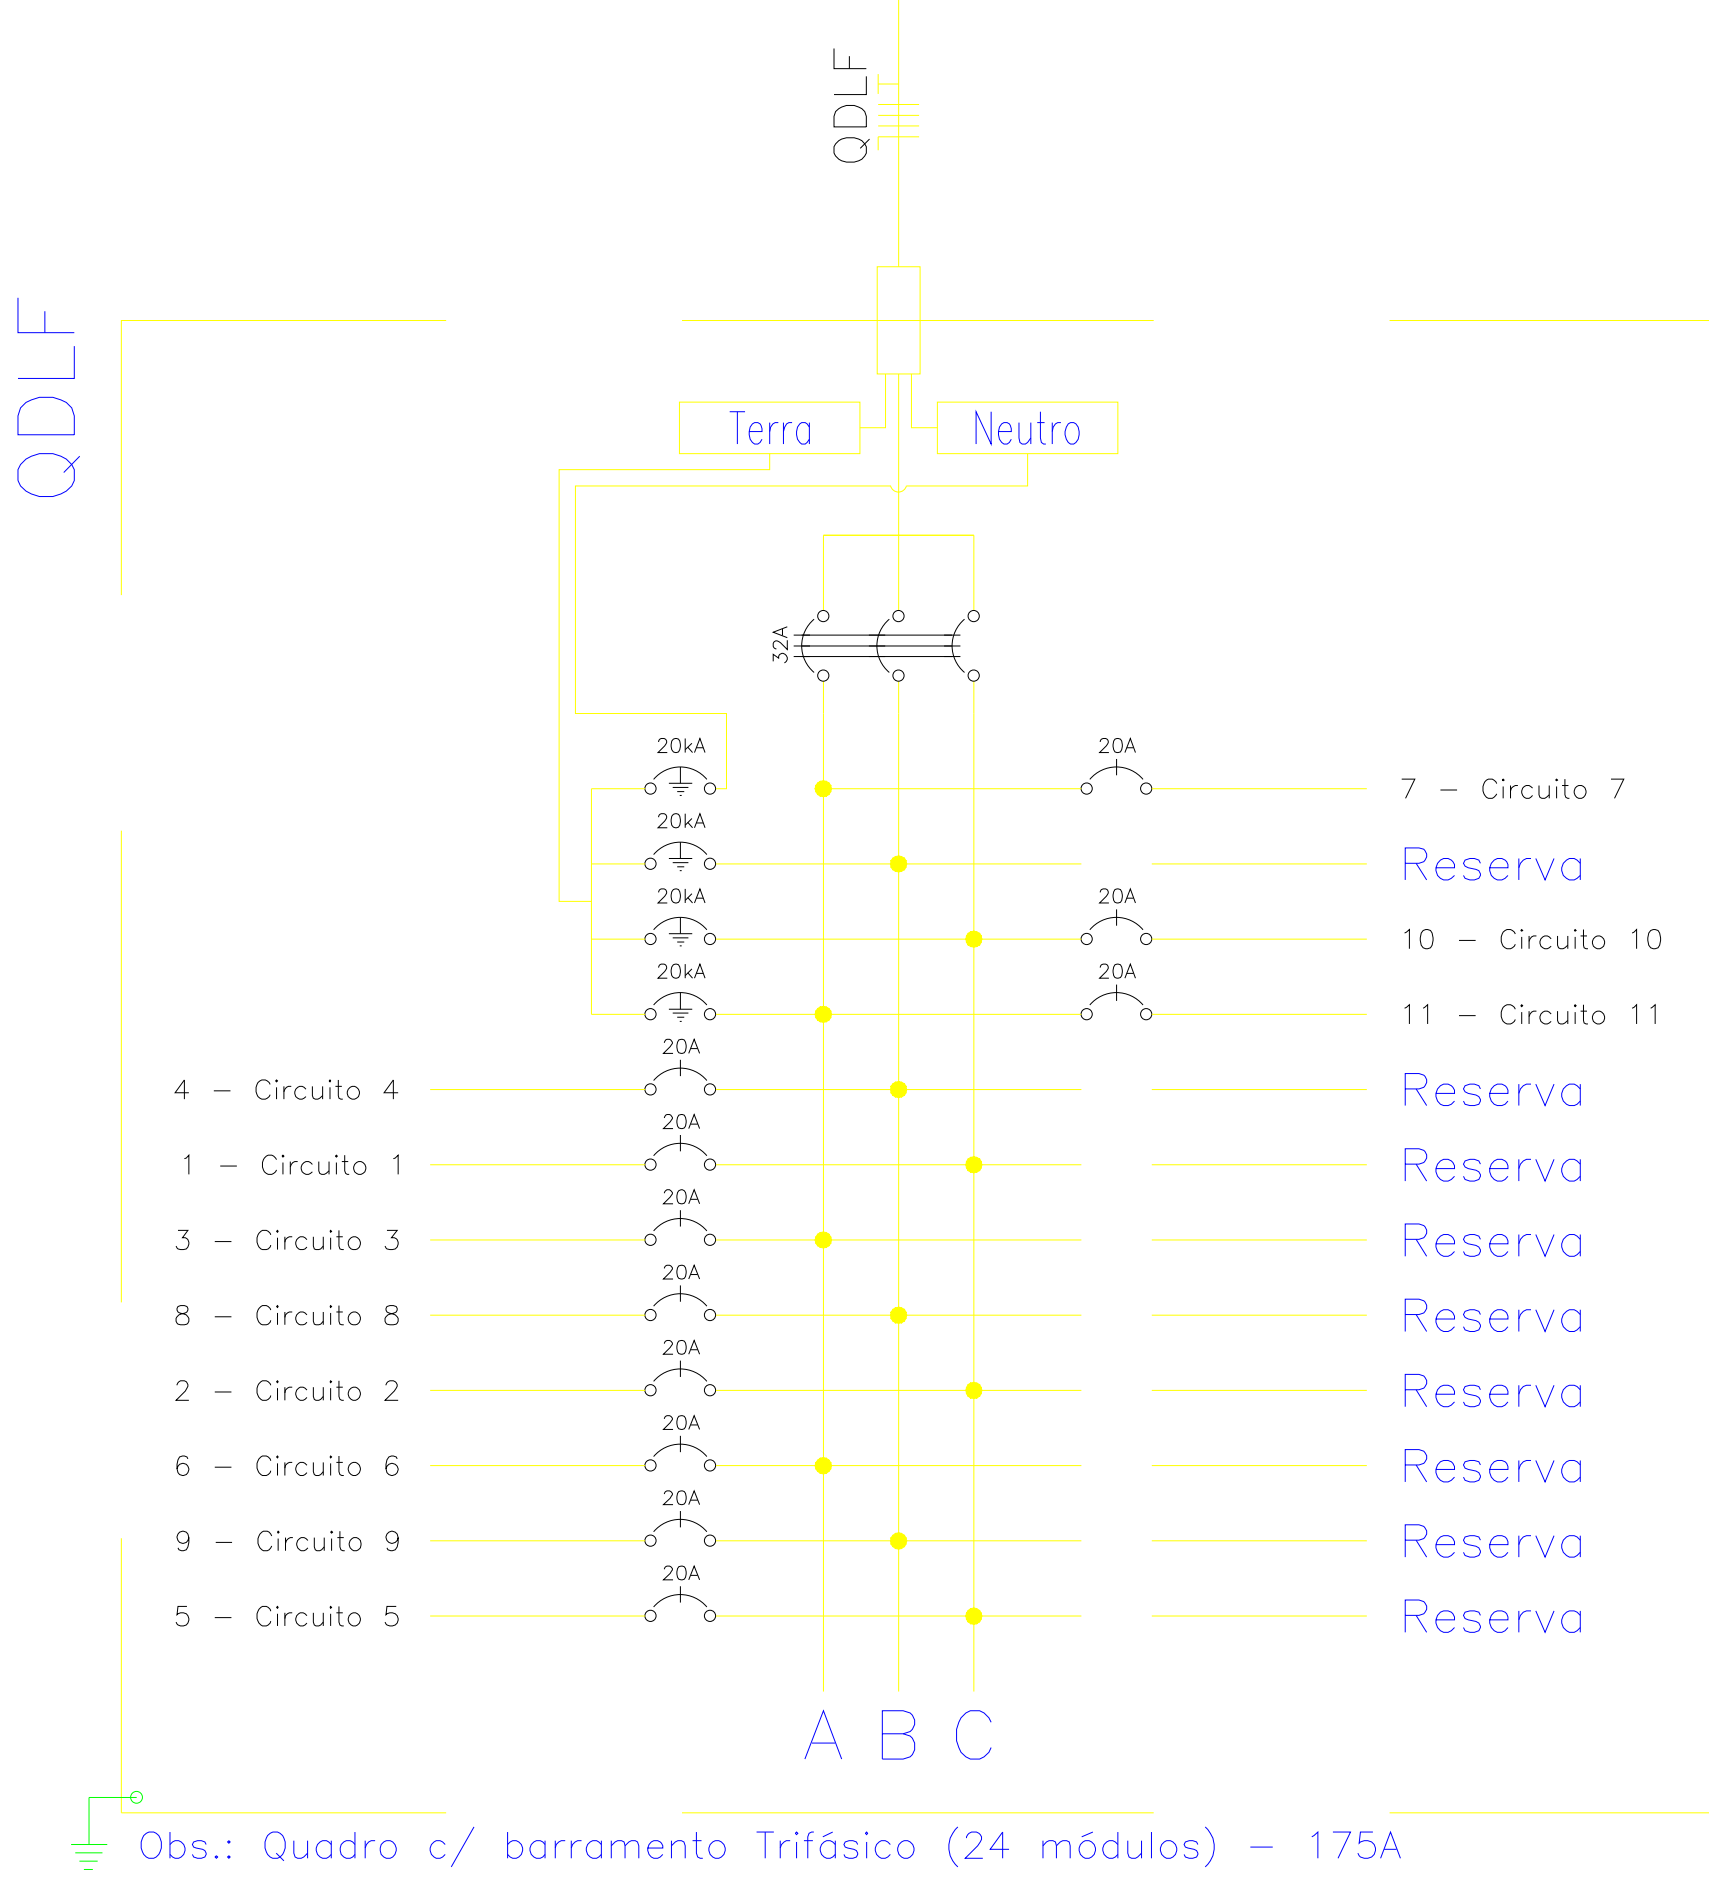 QDLF
QDLF
Terra
Neutro
32A
20kA
20A
7 - Circuito 7
20kA
Reserva
20kA
20A
10 - Circuito 10
20kA
20A
11 - Circuito 11
20A
4 - Circuito 4
Reserva
20A
1 - Circuito 1
Reserva
20A
3 - Circuito 3
Reserva
20A
8 - Circuito 8
Reserva
20A
2 - Circuito 2
Reserva
20A
6 - Circuito 6
Reserva
20A
9 - Circuito 9
Reserva
20A
5 - Circuito 5
Reserva
A B C
Obs.: Quadro c/ barramento Trifásico (24 módulos) - 175A